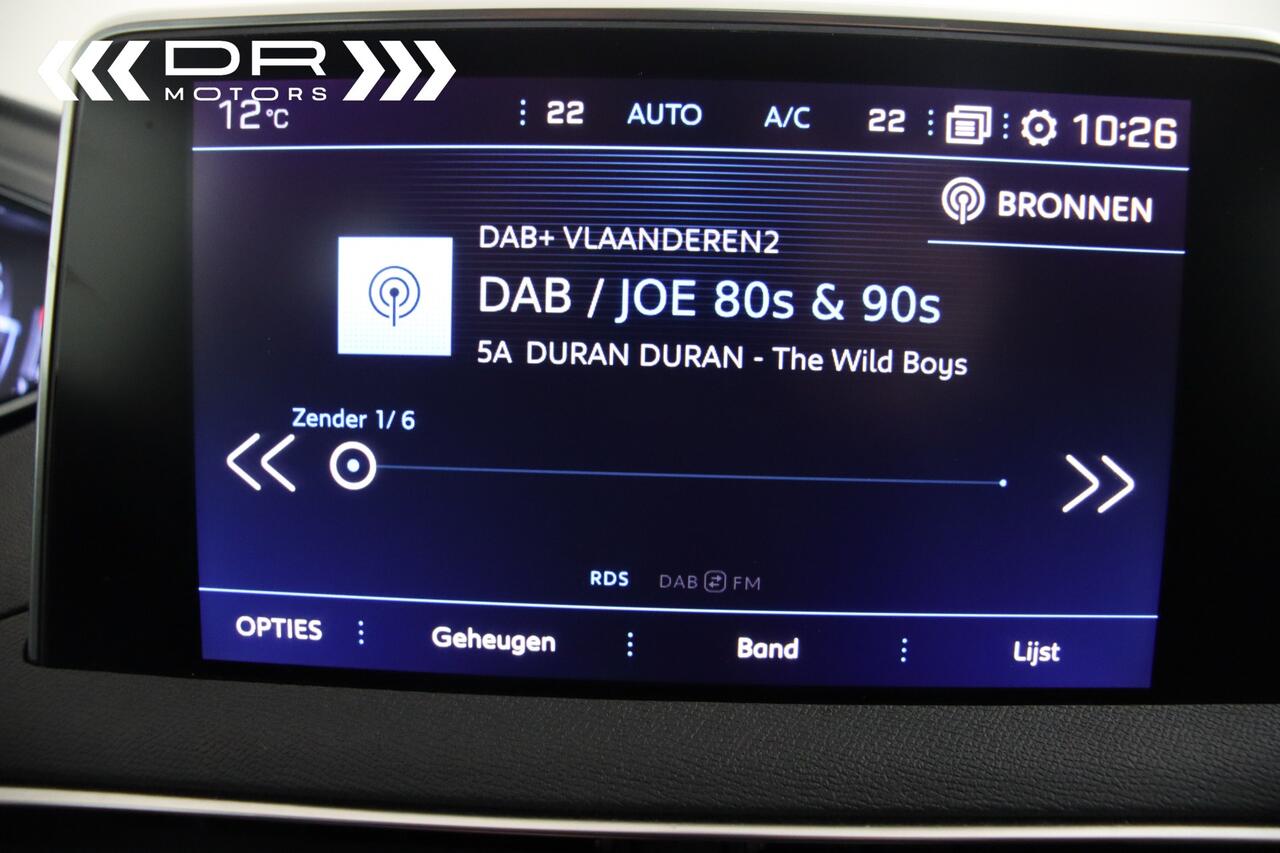 DR
MOTORS
12°C 22 AUTO A/C 22 10:26
BRONNEN
DAB+ VLAANDEREN2
DAB / JOE 80s & 90s
5A DURAN DURAN - The Wild Boys
Zender 1/ 6
RDS DAB FM
OPTIES Geheugen Band Lijst